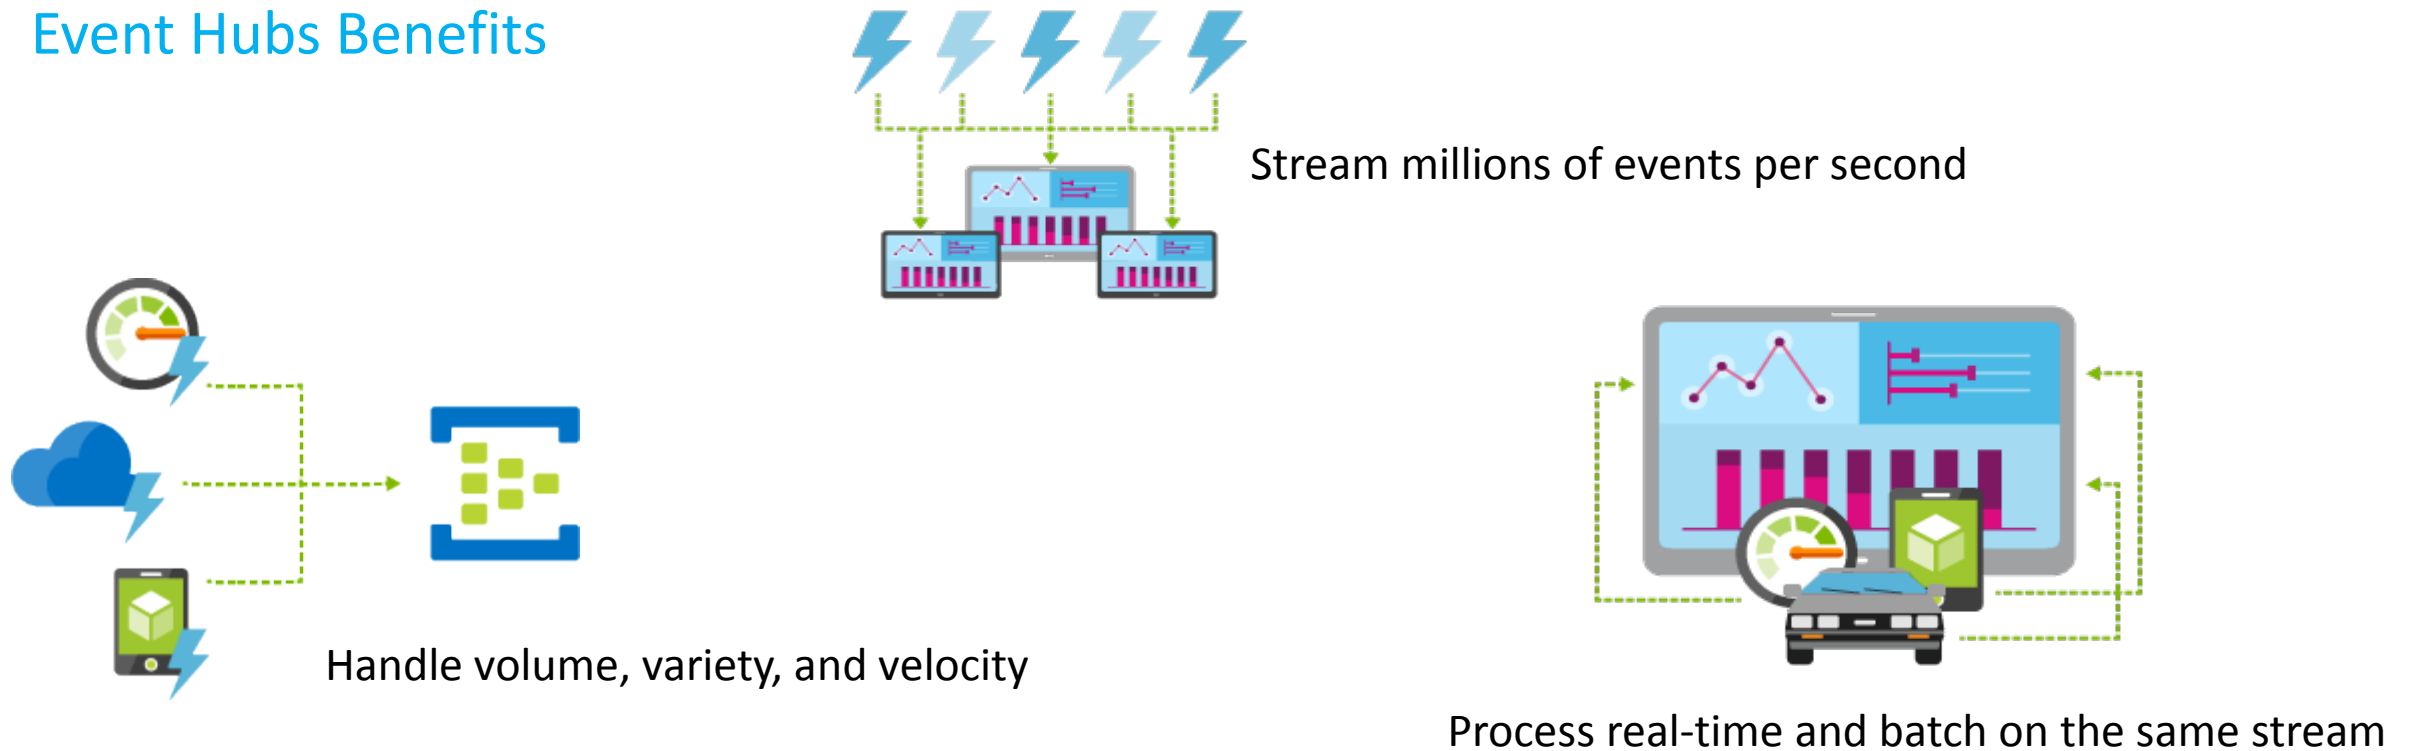 Event Hubs Benefits
Stream millions of events per second
Handle volume, variety, and velocity
Process real-time and batch on the same stream